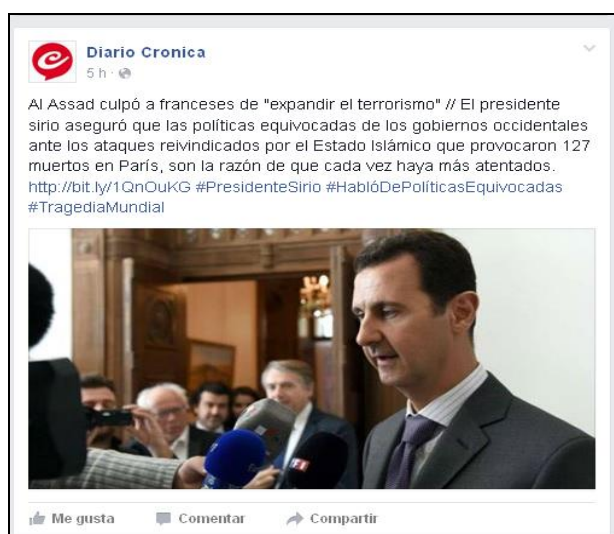 Diario Cronica
5 h ·
Al Assad culpó a franceses de "expandir el terrorismo" // El presidente
sirio aseguró que las políticas equivocadas de los gobiernos occidentales
ante los ataques reivindicados por el Estado Islámico que provocaron 127
muertos en París, son la razón de que cada vez haya más atentados.
http://bit.ly/1QnOuKG #PresidenteSirio #HablóDePolíticasEquivocadas
#TragediaMundial
Me gusta Comentar Compartir